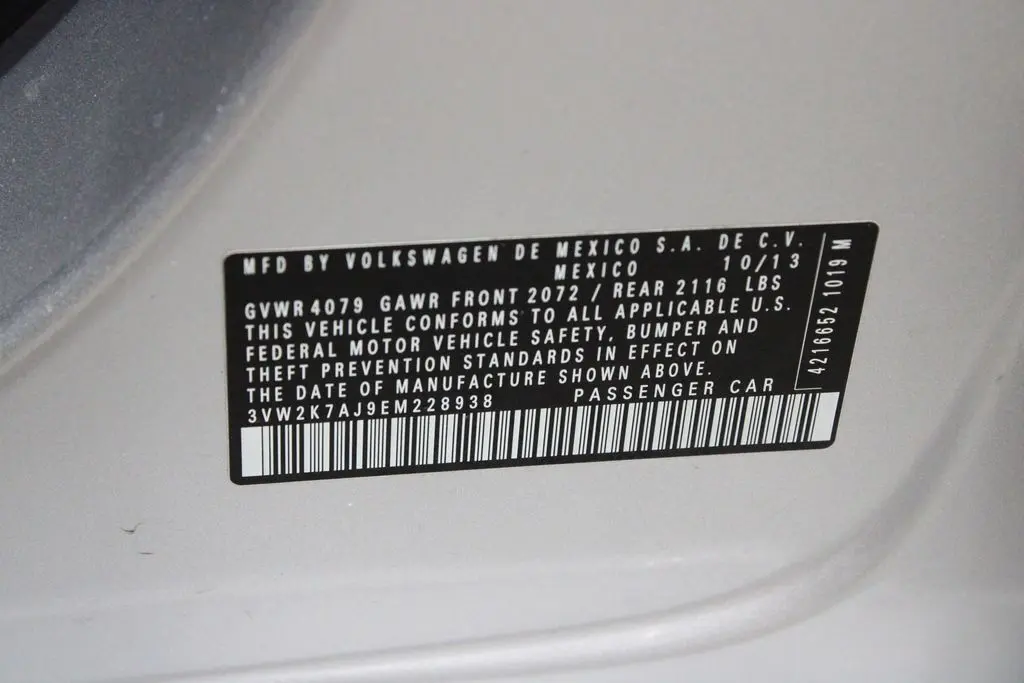 MFD BY VOLKSWAGEN DE MEXICO S.A. DE C.V.
MEXICO 10/13
GVWR 4079 GAWR FRONT 2072 / REAR 2116 LBS
THIS VEHICLE CONFORMS TO ALL APPLICABLE U.S.
FEDERAL MOTOR VEHICLE SAFETY, BUMPER AND
THEFT PREVENTION STANDARDS IN EFFECT ON
THE DATE OF MANUFACTURE SHOWN ABOVE.
3VW2K7AJ9EM228938 PASSENGER CAR
4216652 1019 M